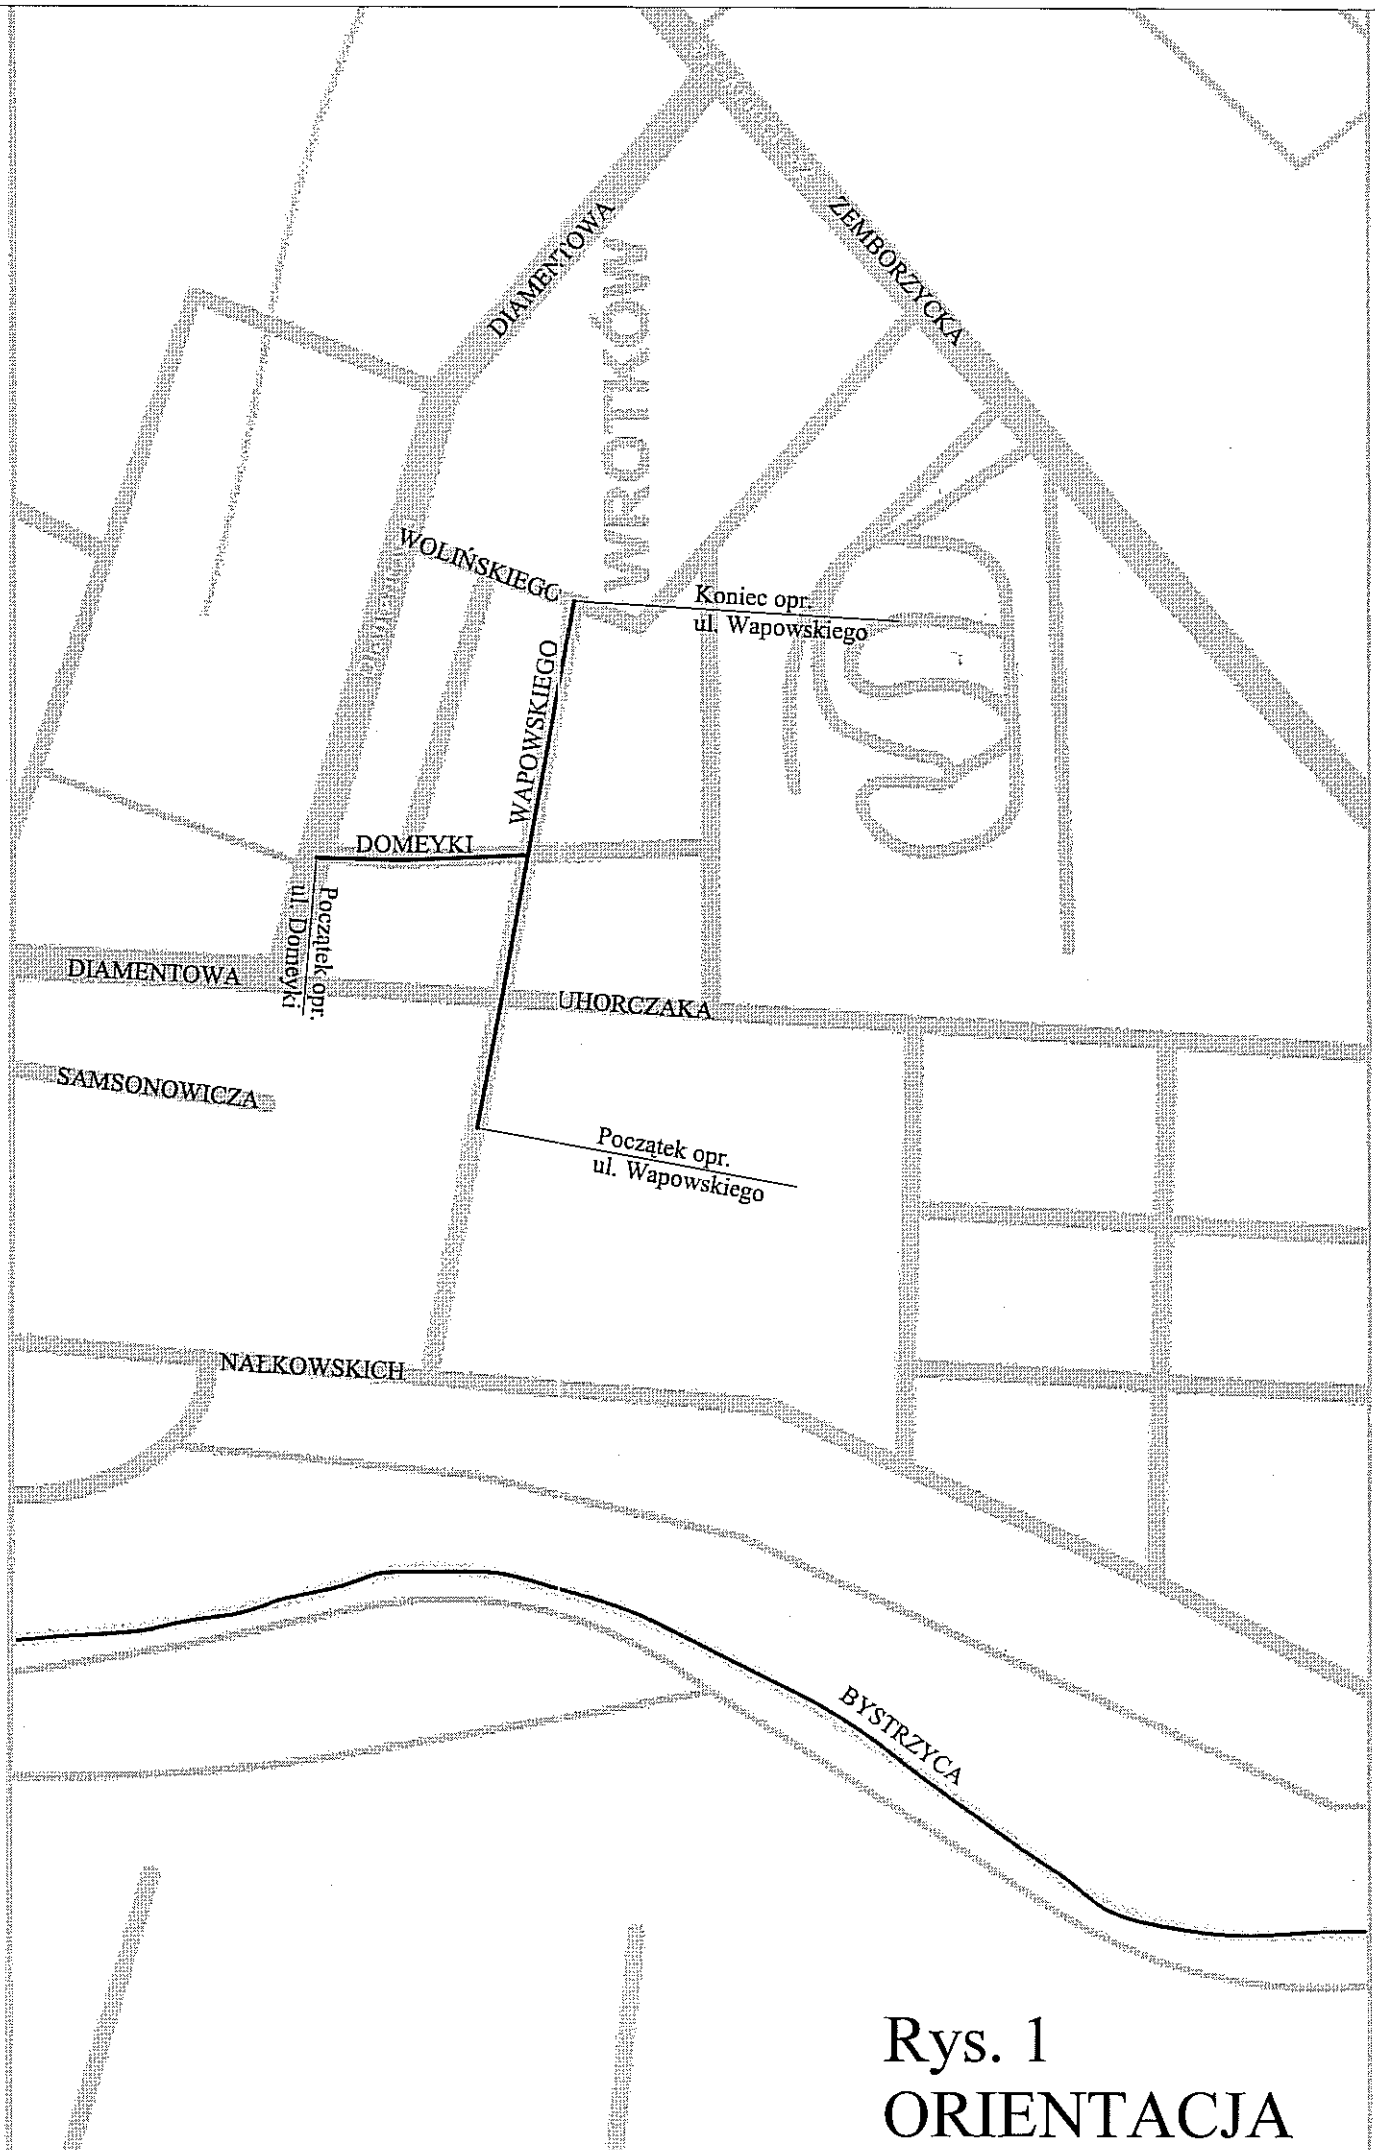 DIAMENTOWA
ZEMBORZYCKA
WROTKÓW
WOLIŃSKIEGO
Koniec opr.
ul. Wapowskiego
WAPOWSKIEGO
DOMEYKI
Początek opr.
ul. Domeyki
DIAMENTOWA
UHORCZAKA
SAMSONOWICZA
Początek opr.
ul. Wapowskiego
NAŁKOWSKICH
BYSTRZYCA
Rys. 1
ORIENTACJA